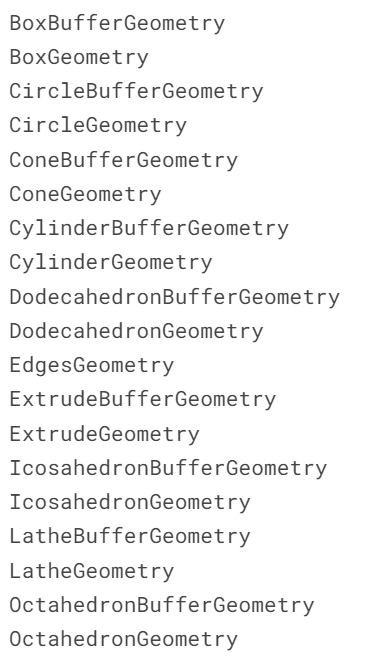 BoxBufferGeometry
BoxGeometry
CircleBufferGeometry
CircleGeometry
ConeBufferGeometry
ConeGeometry
CylinderBufferGeometry
CylinderGeometry
DodecahedronBufferGeometry
DodecahedronGeometry
EdgesGeometry
ExtrudeBufferGeometry
ExtrudeGeometry
IcosahedronBufferGeometry
IcosahedronGeometry
LatheBufferGeometry
LatheGeometry
OctahedronBufferGeometry
OctahedronGeometry